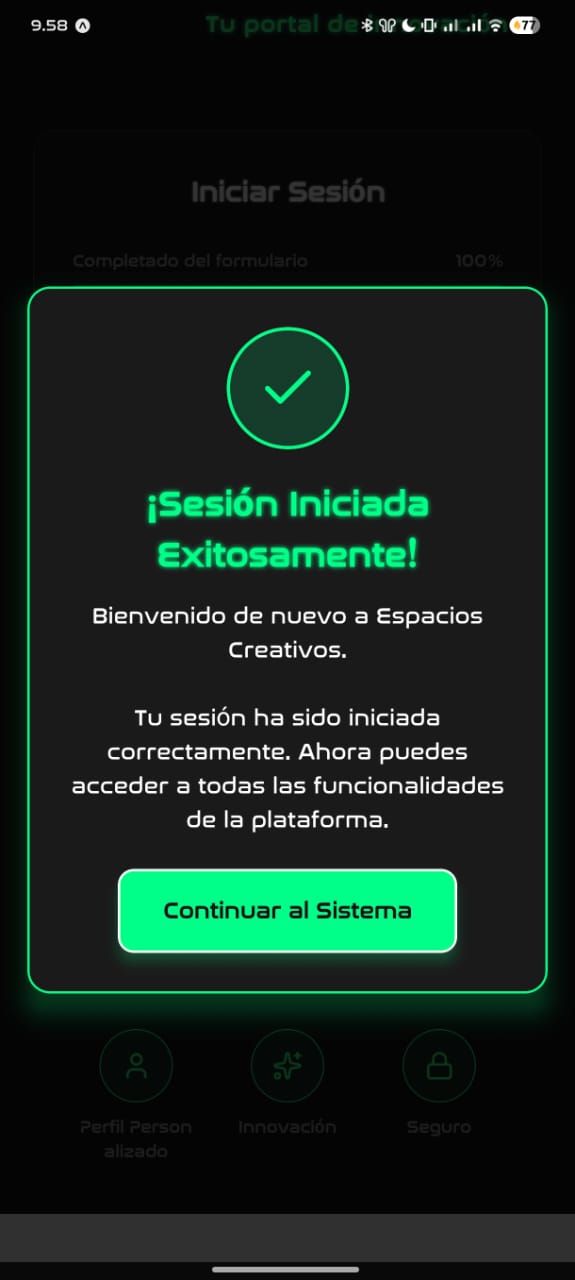 9.58
Tu portal de innovación
77
Iniciar Sesión
Completado del formulario 100%
¡Sesión Iniciada
Exitosamente!
Bienvenido de nuevo a Espacios
Creativos.
Tu sesión ha sido iniciada
correctamente. Ahora puedes
acceder a todas las funcionalidades
de la plataforma.
Continuar al Sistema
Perfil Person
alizado
Innovación
Seguro